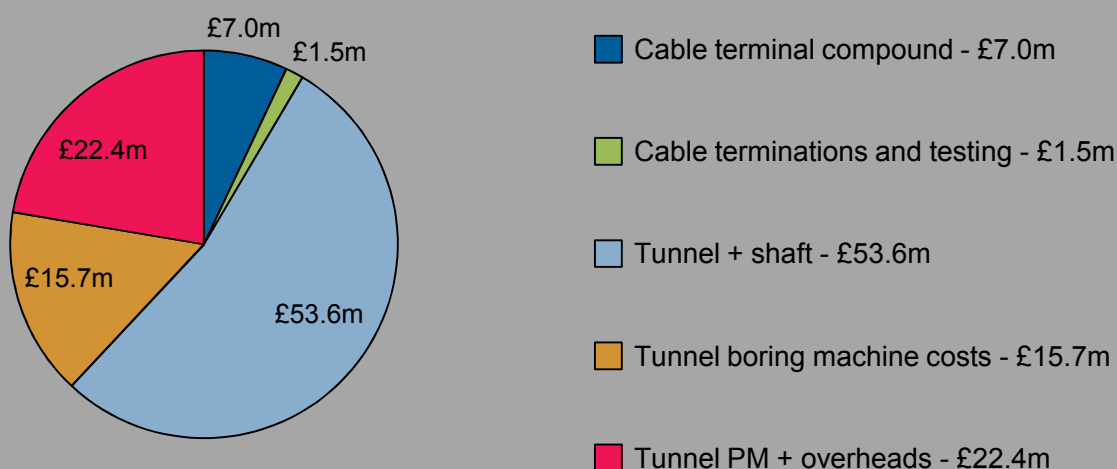 £7.0m
£1.5m
£22.4m
£15.7m
£53.6m
Cable terminal compound - £7.0m
Cable terminations and testing - £1.5m
Tunnel + shaft - £53.6m
Tunnel boring machine costs - £15.7m
Tunnel PM + overheads - £22.4m